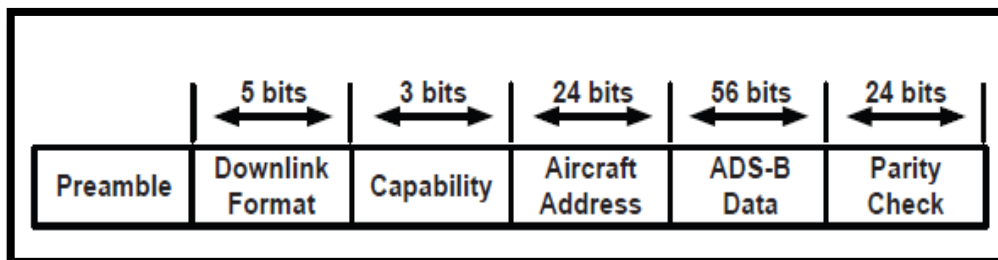 5 bits 3 bits 24 bits 56 bits 24 bits
Preamble Downlink Format Capability Aircraft Address ADS-B Data Parity Check